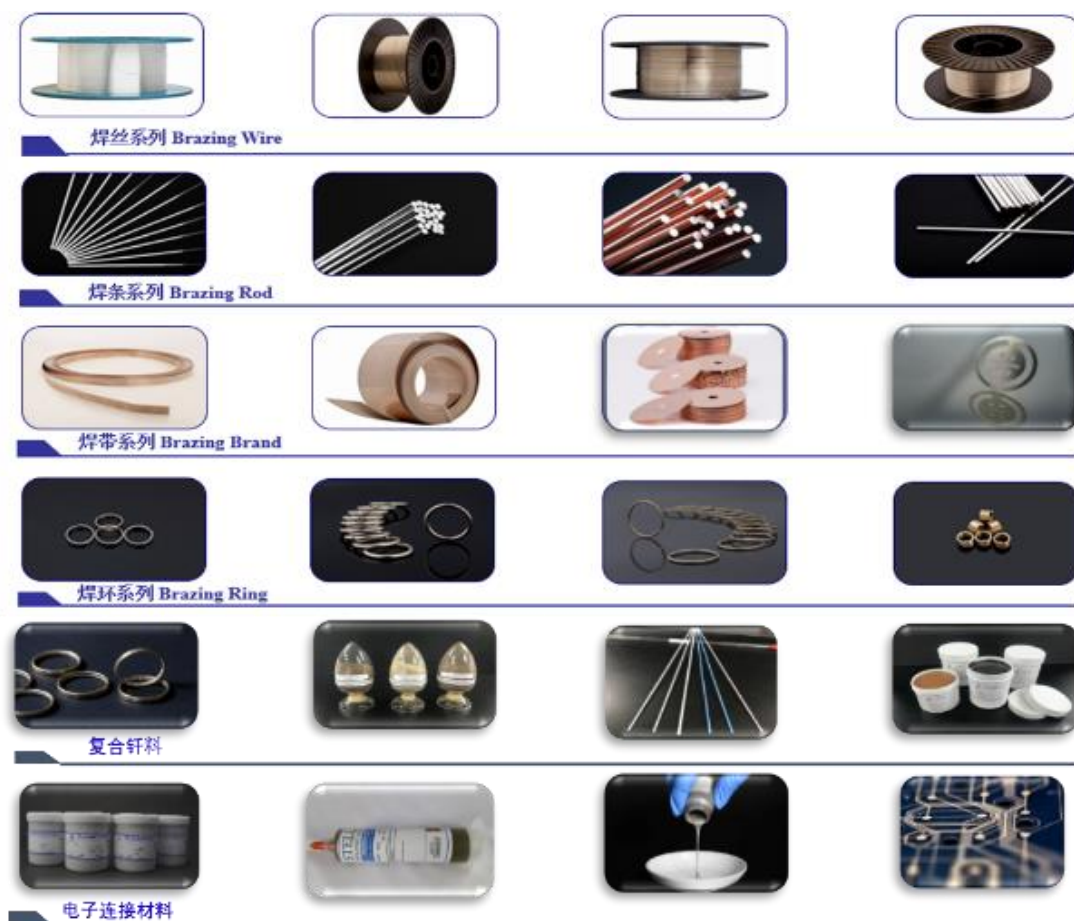 焊丝系列 Brazing Wire
焊条系列 Brazing Rod
焊带系列 Brazing Brand
焊环系列 Brazing Ring
复合钎料
电子连接材料